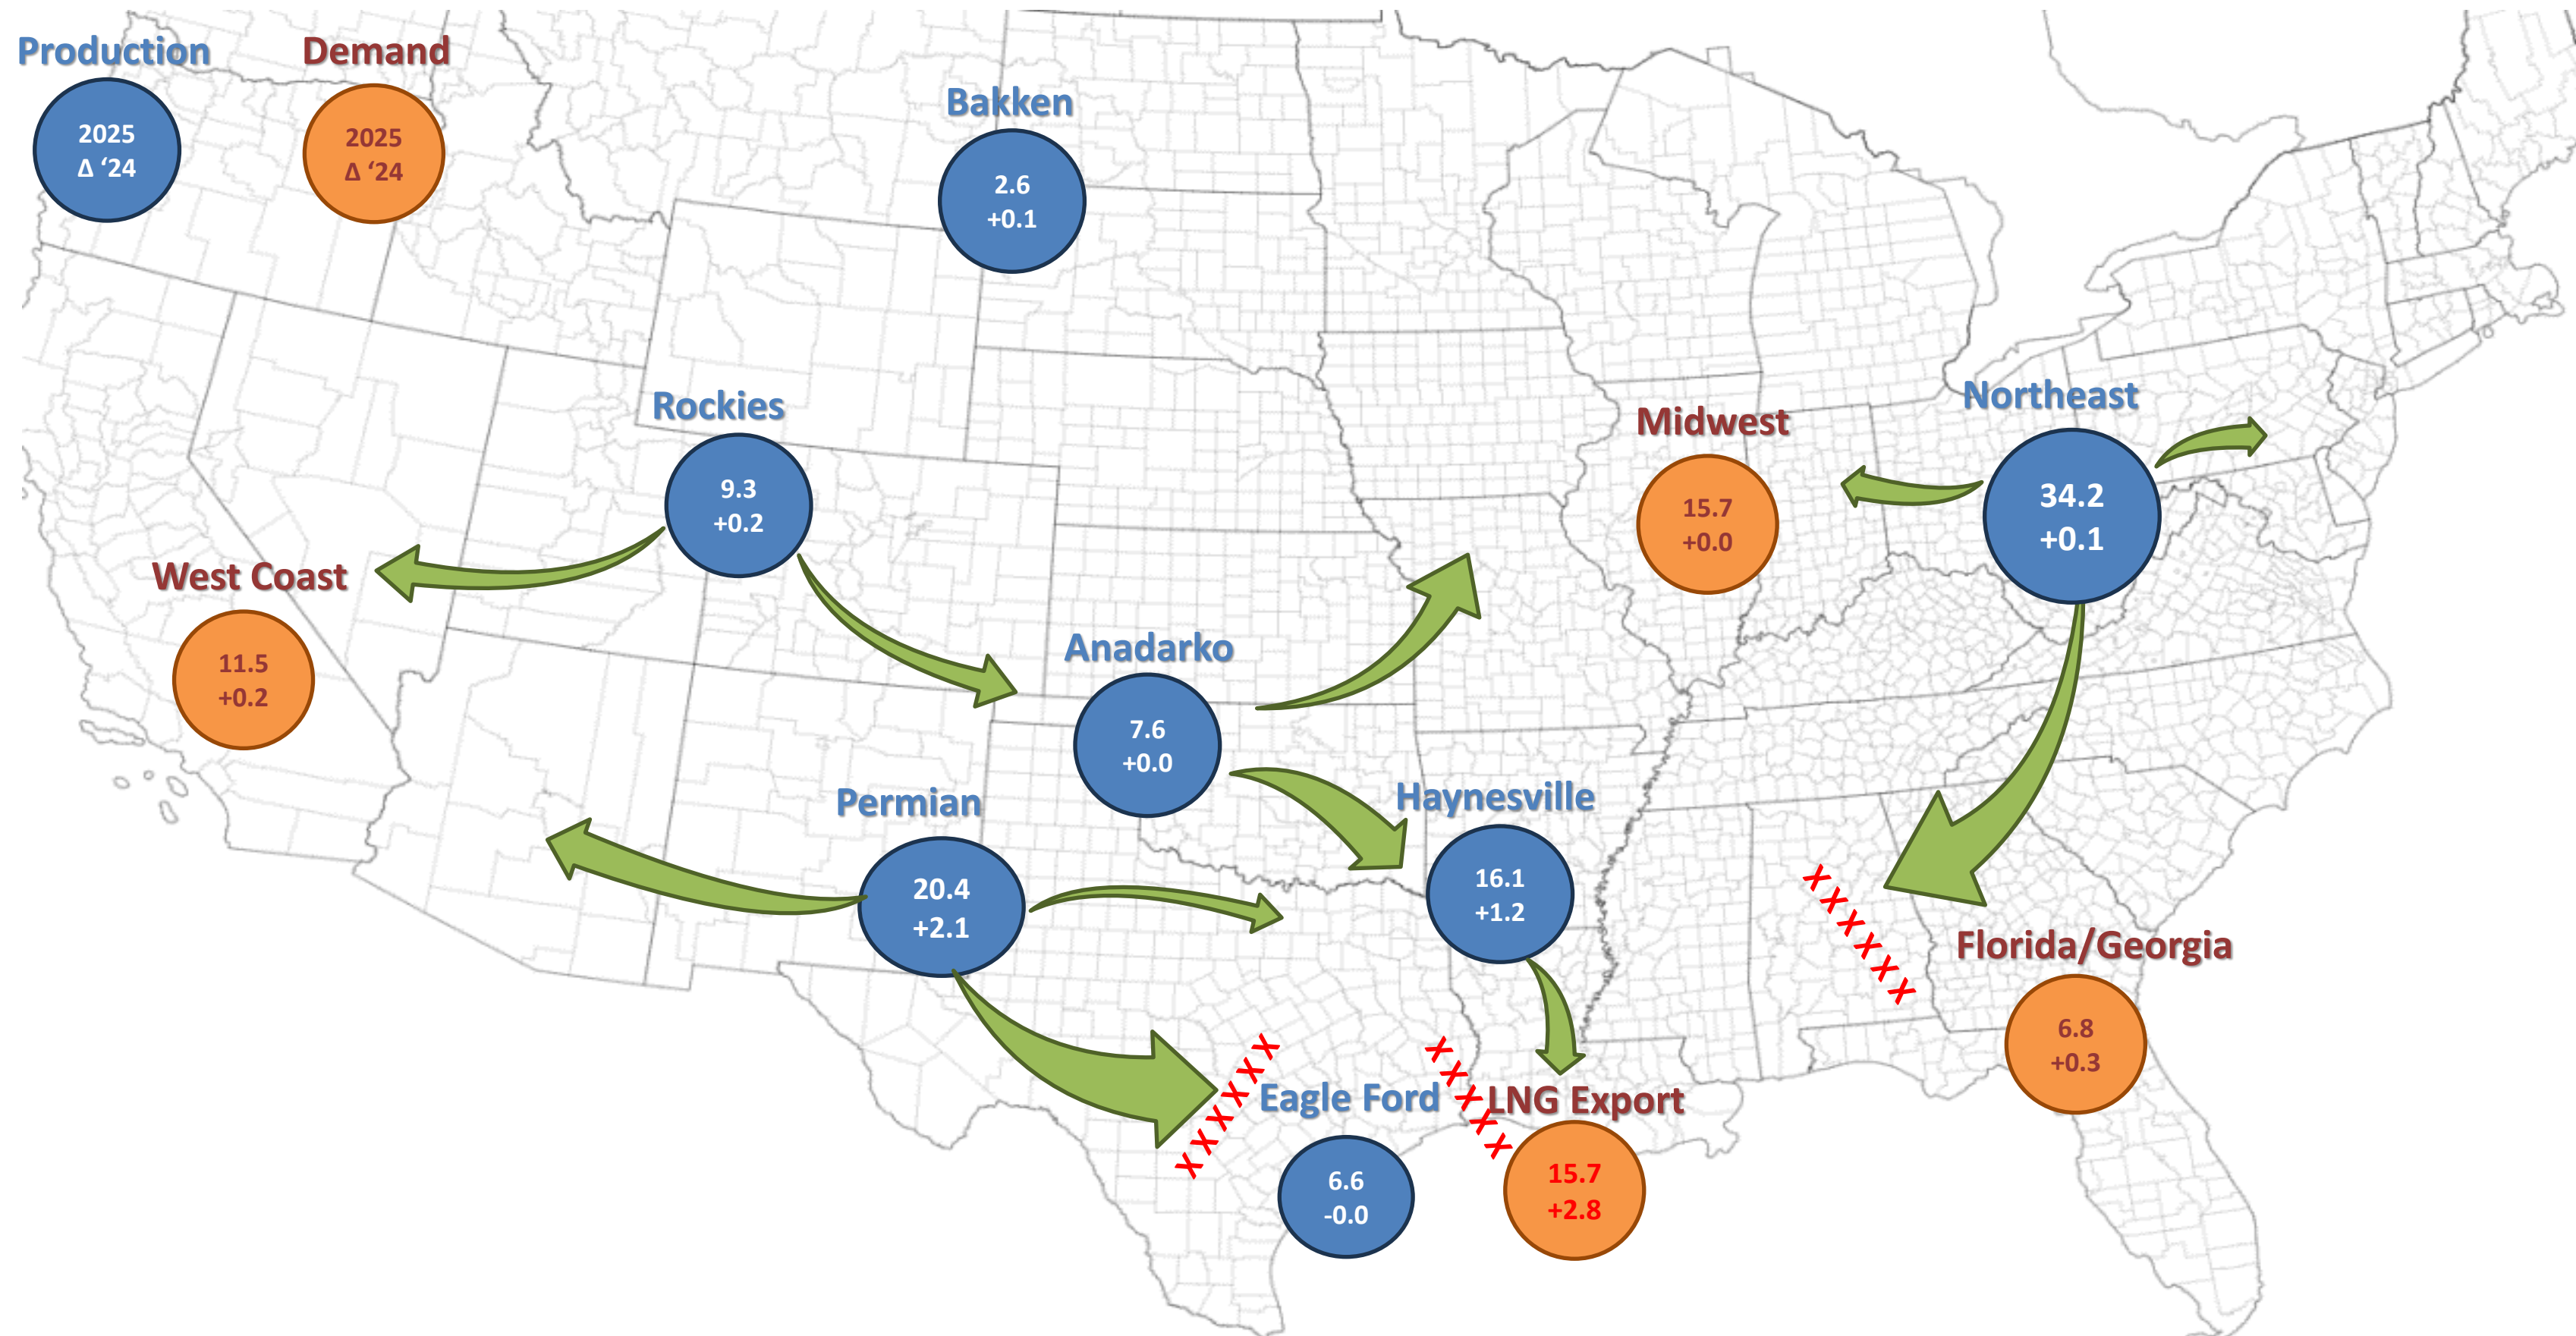 Production
2025
Δ ‘24
Demand
2025
Δ ‘24
Bakken
2.6
+0.1
Rockies
9.3
+0.2
Midwest
15.7
+0.0
Northeast
34.2
+0.1
West Coast
11.5
+0.2
Anadarko
7.6
+0.0
Permian
20.4
+2.1
Haynesville
16.1
+1.2
XXXXXX
Florida/Georgia
6.8
+0.3
XXXXXX
Eagle Ford
6.6
-0.0
XXXXX
LNG Export
15.7
+2.8